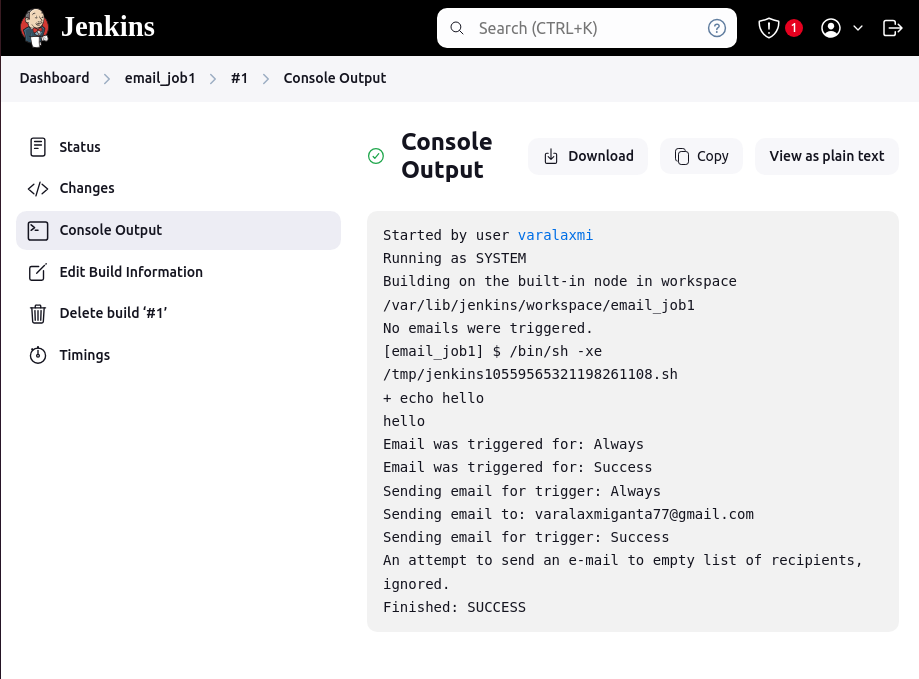 Jenkins
Search (CTRL+K)
?
1
Dashboard
email_job1
#1
Console Output
Status
Changes
Console Output
Edit Build Information
Delete build ‘#1’
Timings
Console
Output
Download
Copy
View as plain text
Started by user varalaxmi
Running as SYSTEM
Building on the built-in node in workspace
/var/lib/jenkins/workspace/email_job1
No emails were triggered.
[email_job1] $ /bin/sh -xe
/tmp/jenkins10559565321198261108.sh
+ echo hello
hello
Email was triggered for: Always
Email was triggered for: Success
Sending email for trigger: Always
Sending email to: varalaxmiganta77@gmail.com
Sending email for trigger: Success
An attempt to send an e-mail to empty list of recipients,
ignored.
Finished: SUCCESS